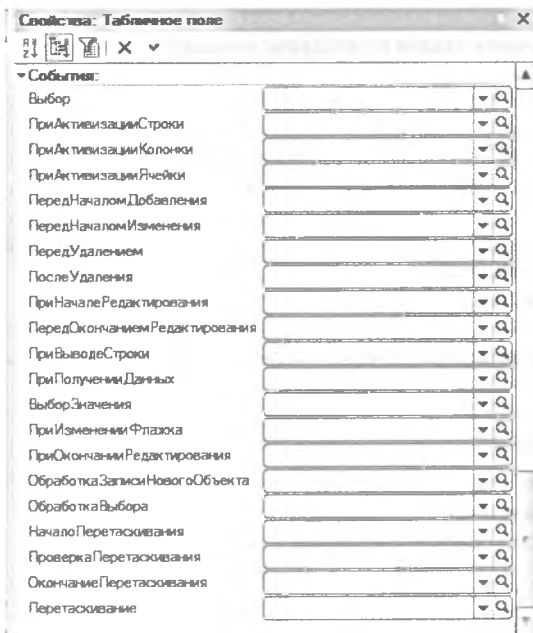 Свойства: Табличное поле
События:
Выбор
ПриАктивизацииСтроки
ПриАктивизацииКолонки
ПриАктивизацииЯчейки
ПередНачаломДобавления
ПередНачаломИзменения
ПередУдалением
ПослеУдаления
ПриНачалеРедактирования
ПередОкончаниемРедактирования
ПриВыводеСтроки
ПриПолученииДанных
ВыборЗначения
ПриИзмененииФлажка
ПриОкончанииРедактирования
ОбработкаЗаписиНовогоОбъекта
ОбработкаВыбора
НачалоПеретаскивания
ПроверкаПеретаскивания
ОкончаниеПеретаскивания
Перетаскивание